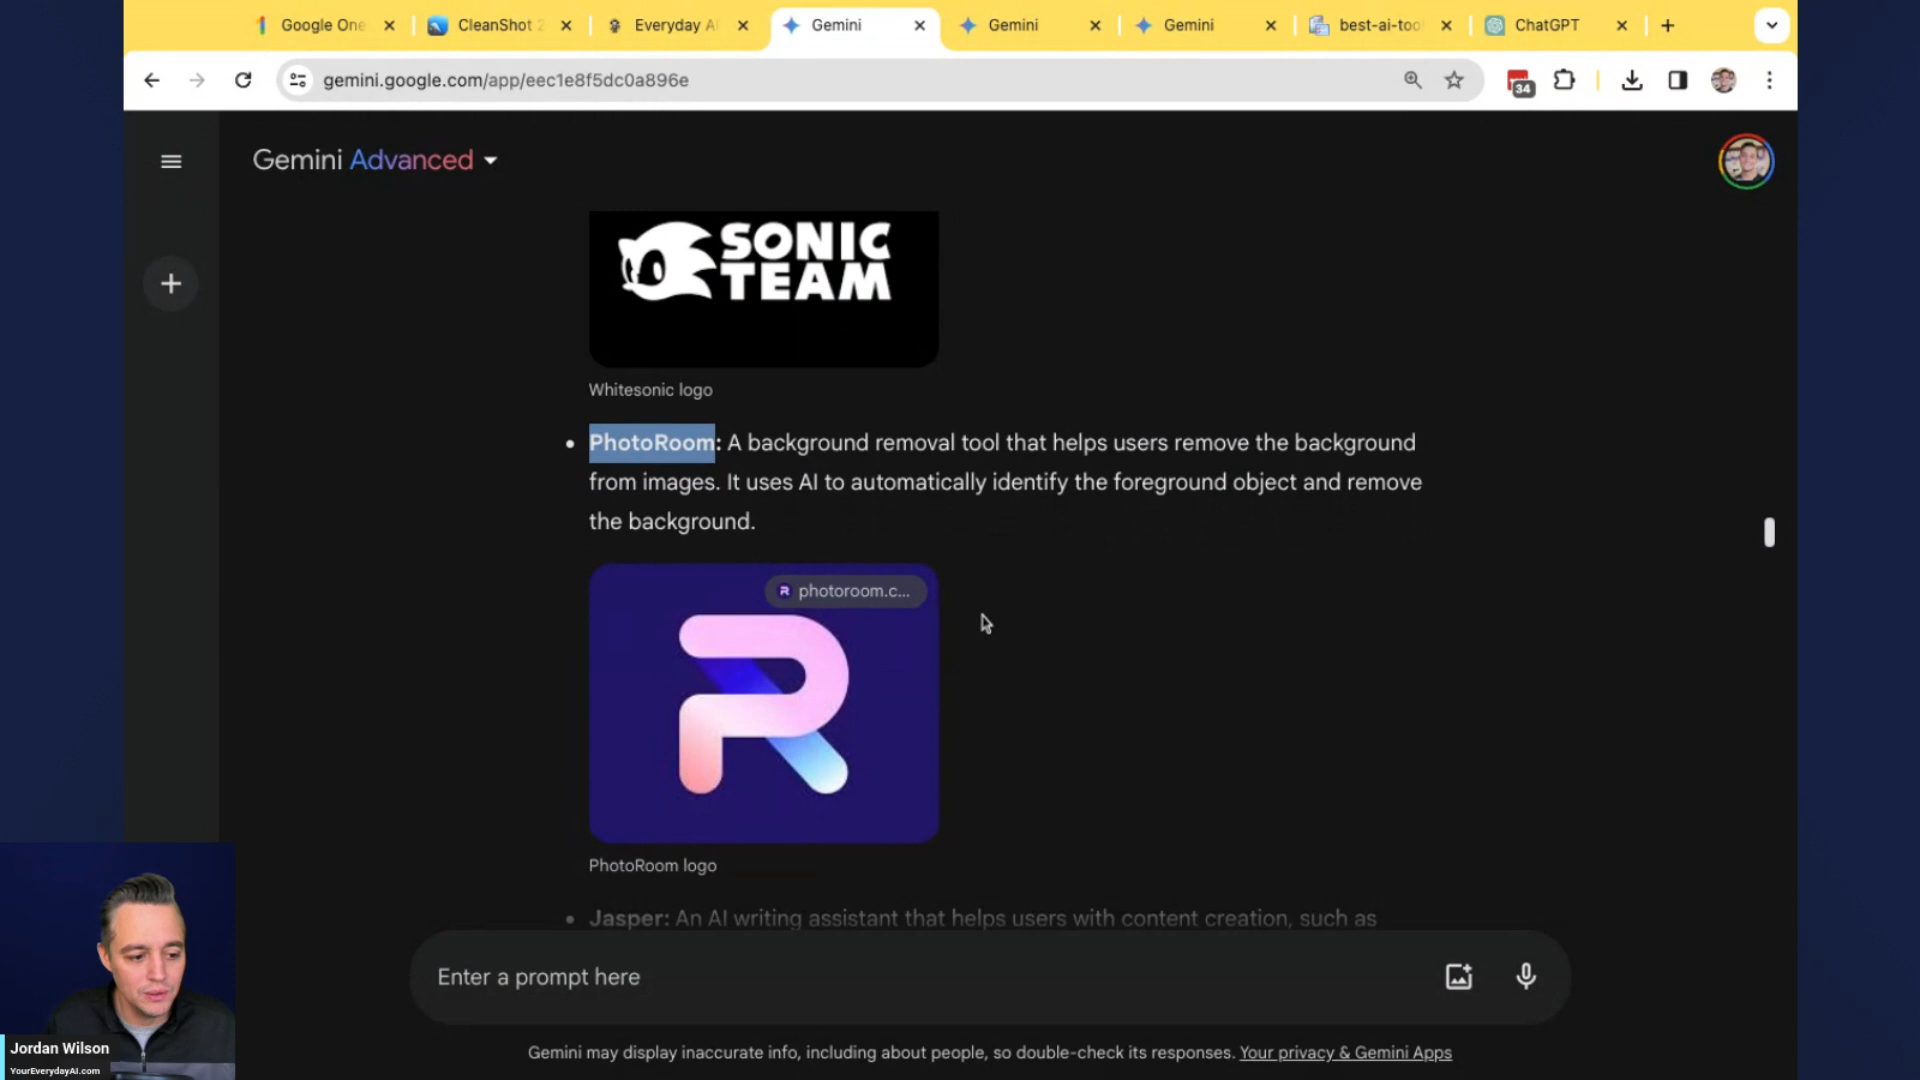 Google One
CleanShot 2
Everyday AI
Gemini
Gemini
Gemini
best-ai-too
ChatGPT
gemini.google.com/app/eec1e8f5dc0a896e
34
Gemini Advanced
SONIC
TEAM
Whitesonic logo
PhotoRoom: A background removal tool that helps users remove the background
from images. It uses AI to automatically identify the foreground object and remove
the background.
photoroom.c...
PhotoRoom logo
Jasper: An AI writing assistant that helps users with content creation, such as
Enter a prompt here
Jordan Wilson
YourEverydayAI.com
Gemini may display inaccurate info, including about people, so double-check its responses. Your privacy & Gemini Apps